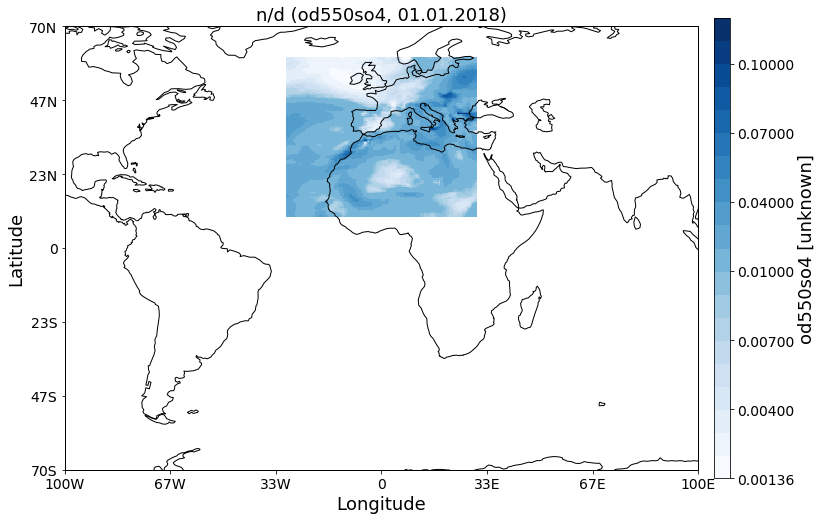 n/d (od550so4, 01.01.2018)
70N
47N
23N
0
23S
47S
70S
Latitude
100W
67W
33W
0
33E
67E
100E
Longitude
0.10000
0.07000
0.04000
0.01000
0.00700
0.00400
0.00136
od550so4 [unknown]